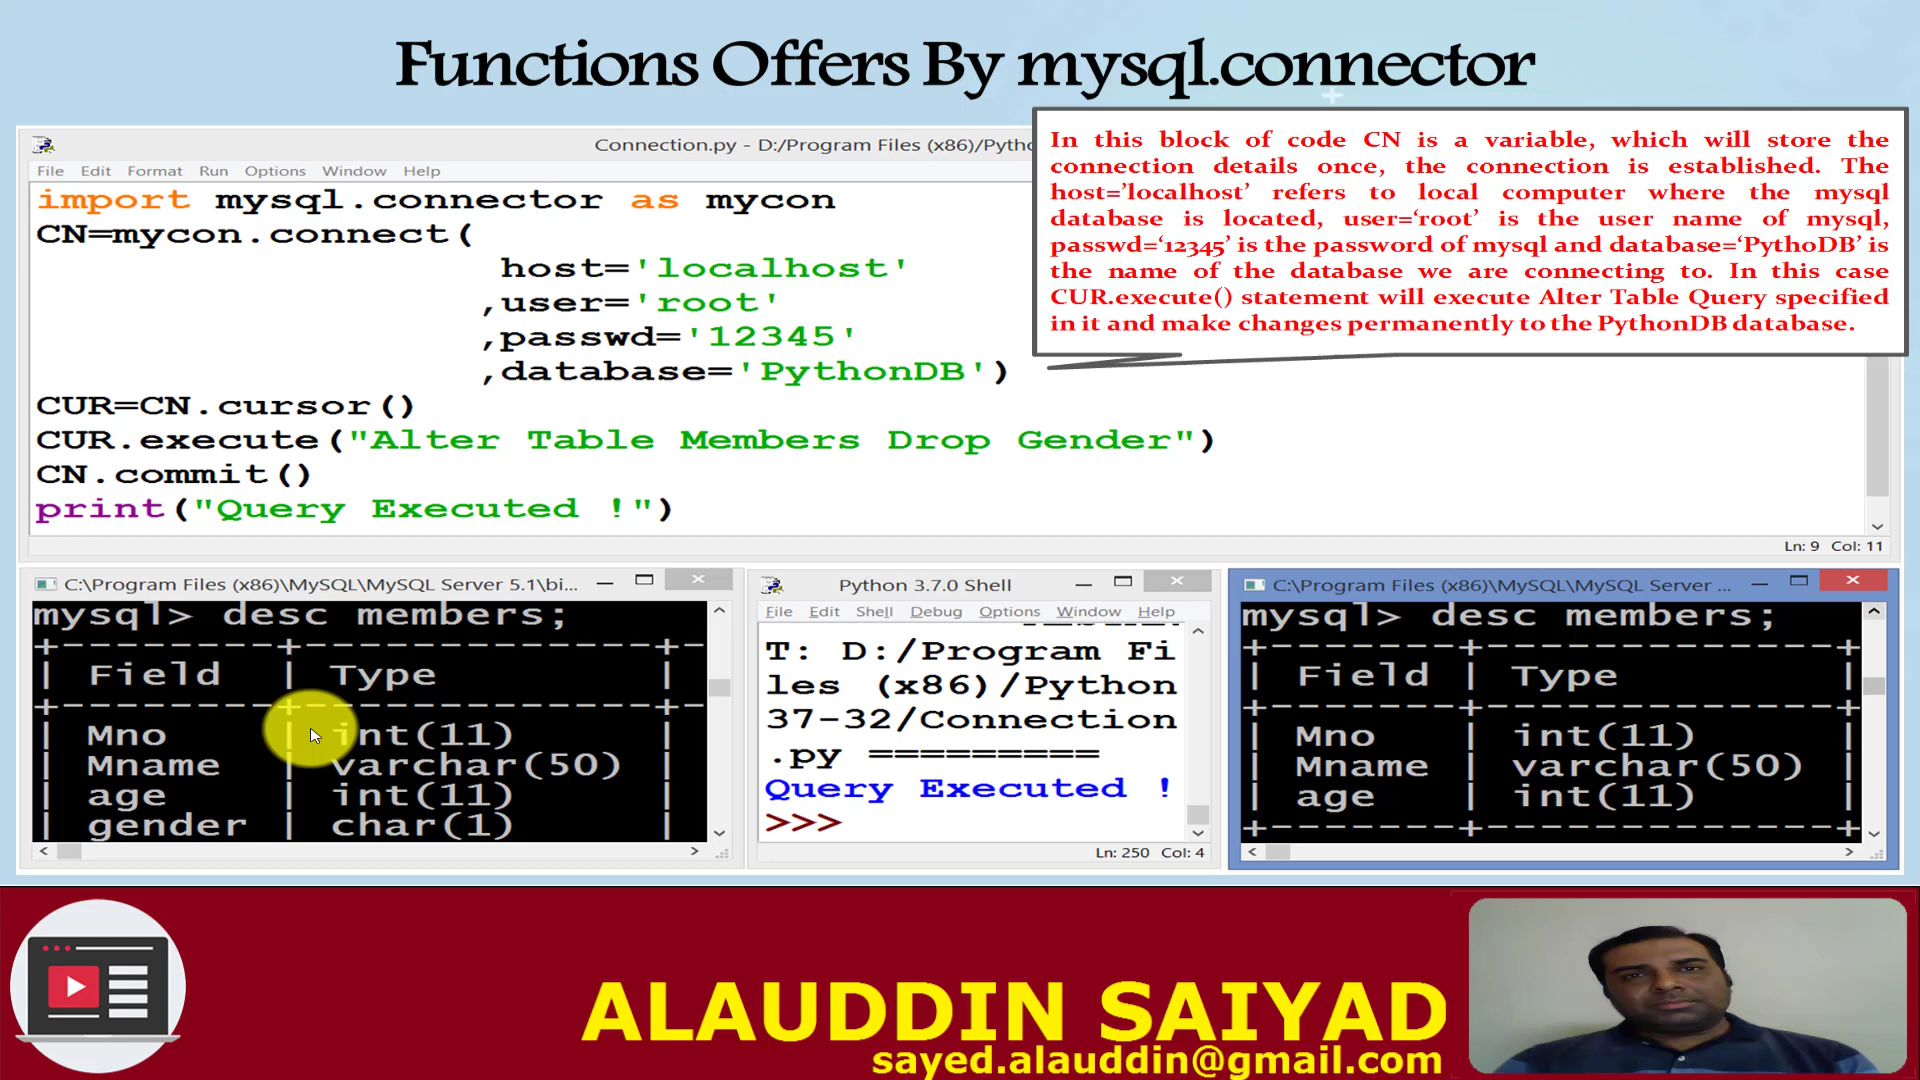 Functions Offers By mysql.connector
Connection.py - D:/Program Files (x86)/Pytho
File Edit Format Run Options Window Help
import mysql.connector as mycon
CN=mycon.connect(
host='localhost'
,user='root'
,passwd='12345'
,database='PythonDB')
CUR=CN.cursor()
CUR.execute("Alter Table Members Drop Gender")
CN.commit()
print("Query Executed !")
Ln: 9 Col: 11
In this block of code CN is a variable, which will store the
connection details once, the connection is established. The
host=’localhost’ refers to local computer where the mysql
database is located, user=‘root’ is the user name of mysql,
passwd=‘12345’ is the password of mysql and database=‘PythoDB’ is
the name of the database we are connecting to. In this case
CUR.execute() statement will execute Alter Table Query specified
in it and make changes permanently to the PythonDB database.
C:\Program Files (x86)\MySQL\MySQL Server 5.1\bi...
mysql> desc members;
| Field | Type |
| Mno | int(11) |
| Mname | varchar(50) |
| age | int(11) |
| gender | char(1) |
Python 3.7.0 Shell
File Edit Shell Debug Options Window Help
T: D:/Program Fi
les (x86)/Python
37-32/Connection
.py =========
Query Executed !
>>>
Ln: 250 Col: 4
C:\Program Files (x86)\MySQL\MySQL Server ...
mysql> desc members;
| Field | Type |
| Mno | int(11) |
| Mname | varchar(50) |
| age | int(11) |
ALAUDDIN SAIYAD
sayed.alauddin@gmail.com